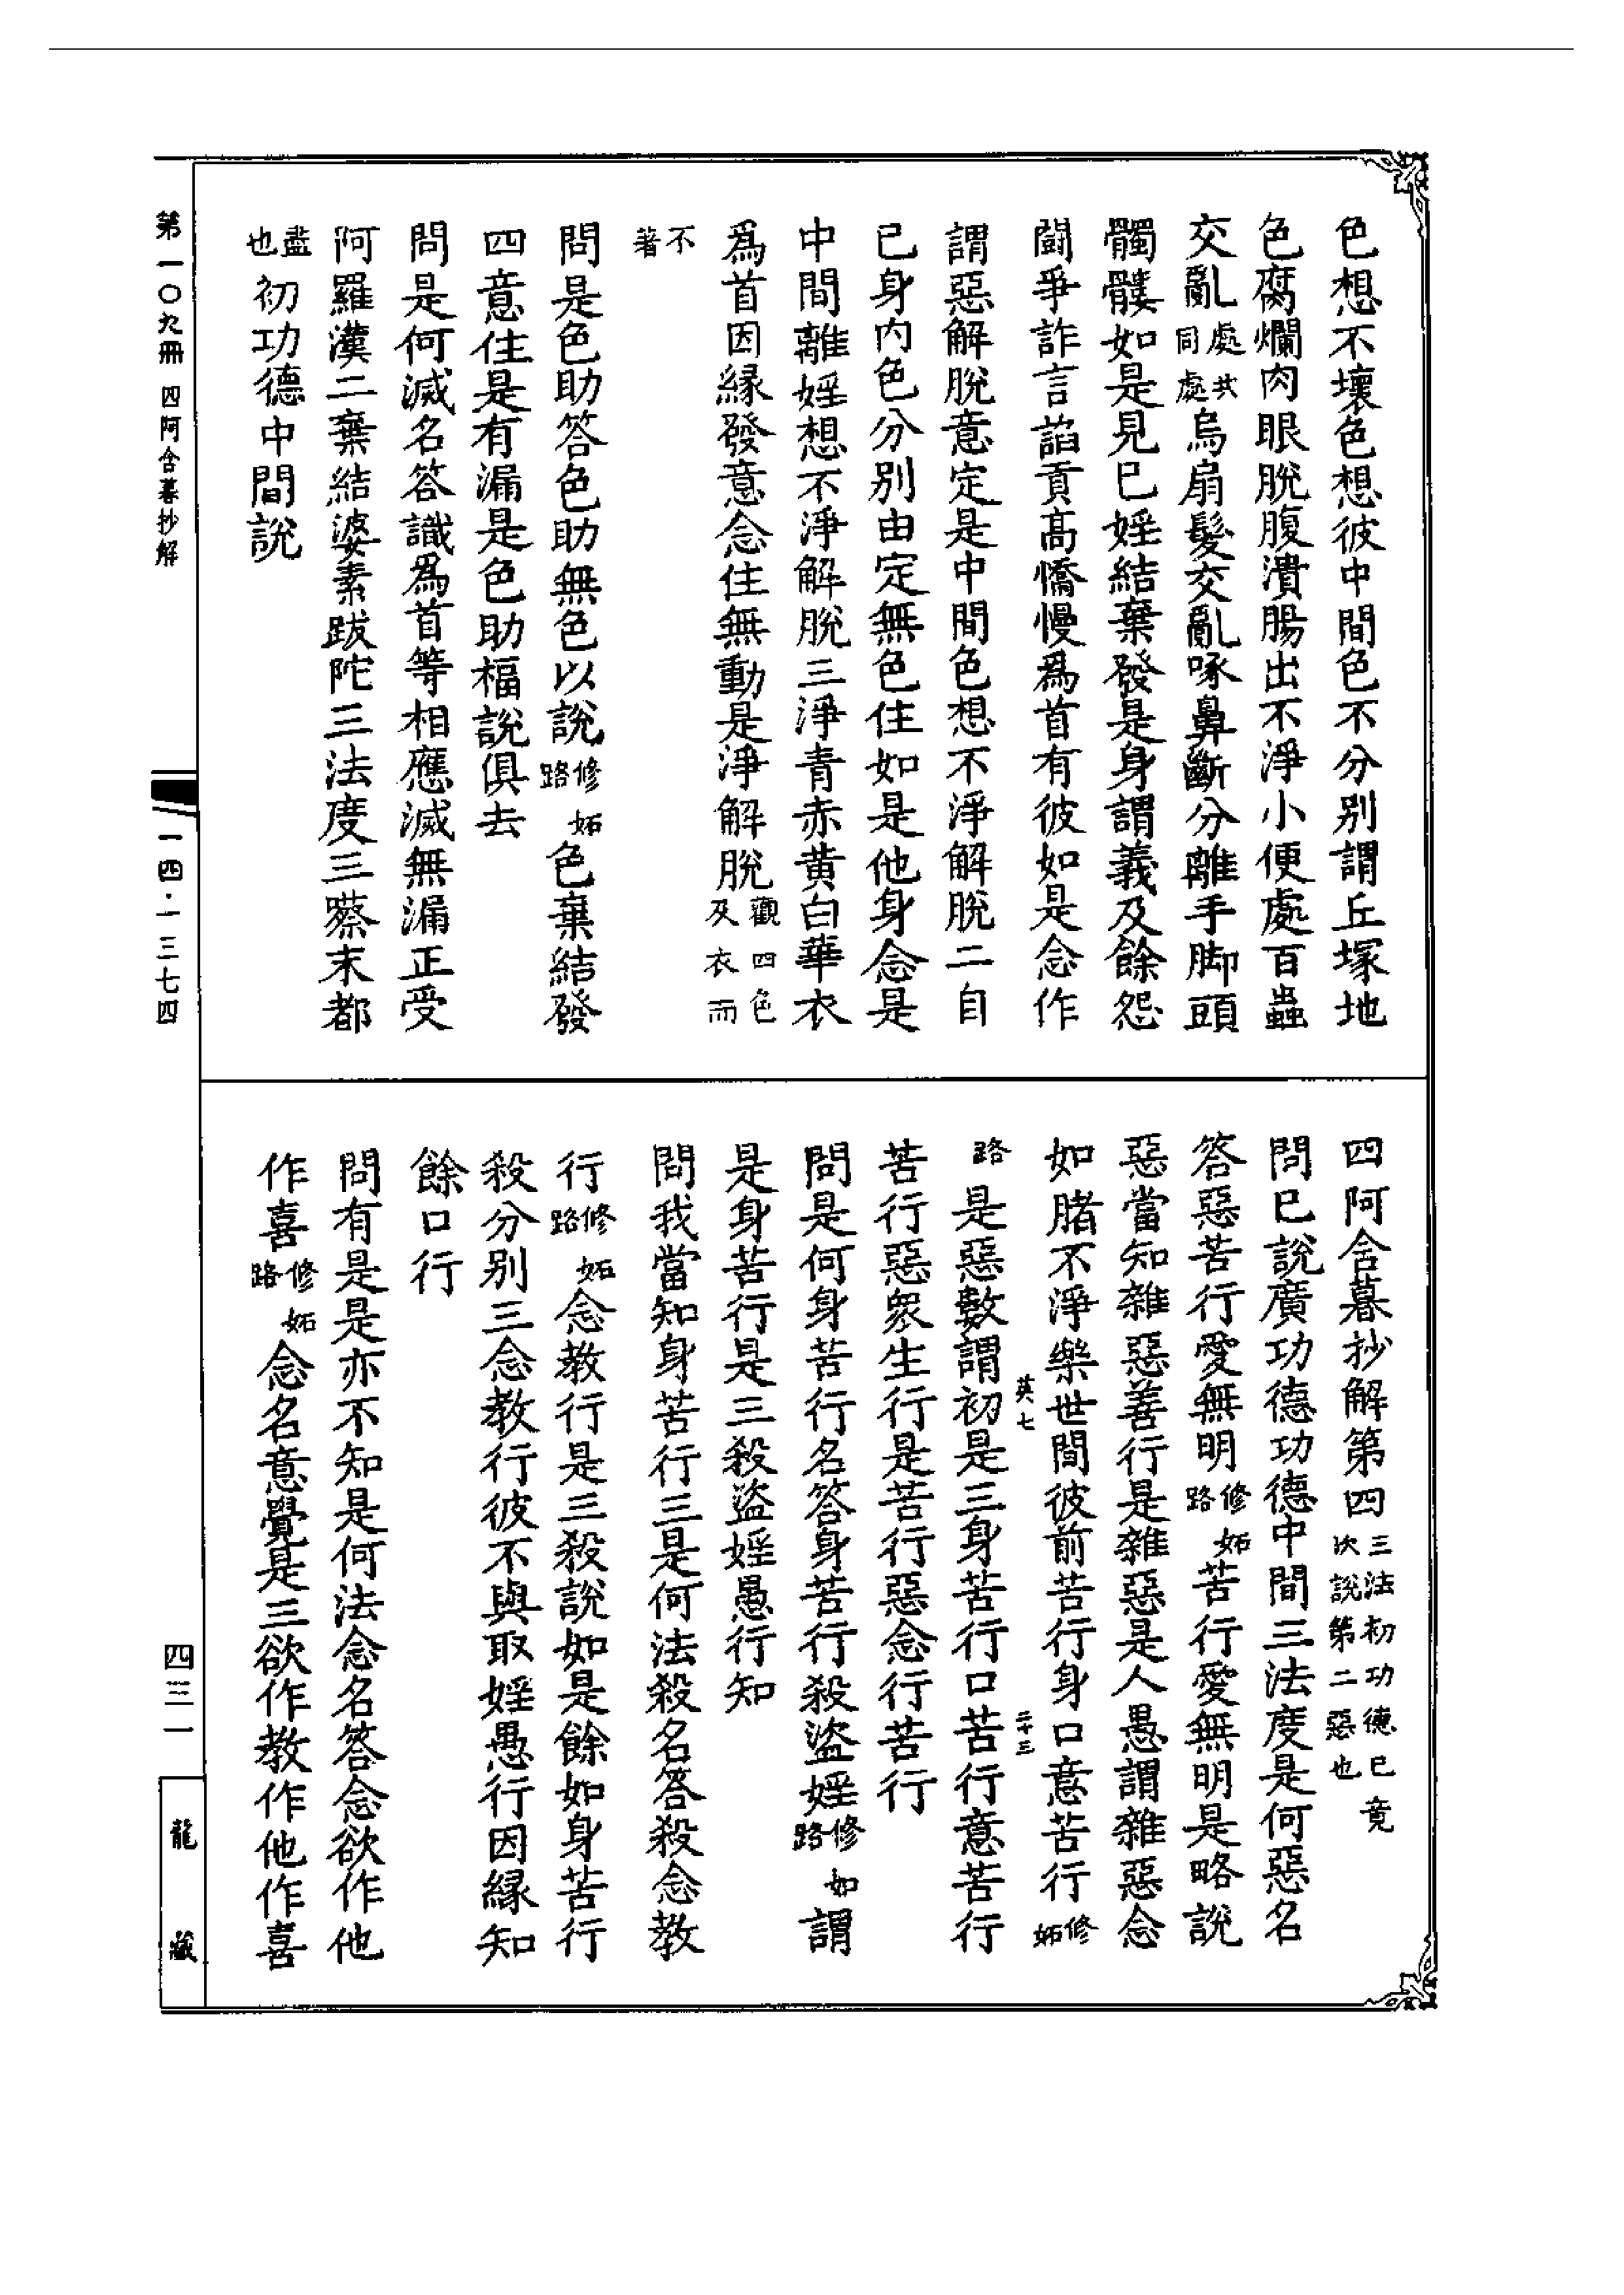 色想不壞色想彼中間色不分别謂丘塚地
色腐爛肉眼脫腹潰腸出不淨小便處百蟲
交亂處共同處烏扇髮交亂啄鼻斷分離手脚頭
髑髏如是見已婬結棄發是身謂義及餘怨
鬪爭詐言諂貢高憍慢爲首有彼如是念作
謂惡解脫意定是中間色想不淨解脫二自
已身内色分别由定無色住如是他身念是
中間離婬想不淨解脫三淨青赤黄白華衣
爲首因緣發意念住無動是淨解脫觀四色及衣而
不著
問是色助答色助無色以說修妬路色棄結發
四意住是有漏是色助福說俱去
問是何滅名答識爲首等相應滅無漏正受
阿羅漢二棄結婆素跋陀三法度三蔡末都
盡也初功德中間說
四阿含暮抄解第四三法初功德已竟次說第二惡也
問已說廣功德功德中間三法度是何惡名
答惡苦行愛無明修妬路苦行愛無明是略說
惡當知雜惡善行是雜惡是人愚謂雜惡念
如腤不淨樂世間彼前苦行身口意苦行修妬
路是惡數謂初是三身苦行口苦行意苦行
英七
二十三
苦行惡衆生行是苦行惡念行苦行
問是何身苦行名答身苦行殺盜婬修妬路謂
是身苦行是三殺盜婬愚行知
問我當知身苦行三是何法殺名答殺念教
行修妬路念教行是三殺說如是餘如身苦行
殺分别三念教行彼不與取婬愚行因緣知
餘口行
問有是是亦不知是何法念名答念欲作他
作喜修妬路念名意覺是三欲作教作他作喜
第一〇九冊 四阿含暮抄解
一四·一三七四
四三一
龍藏